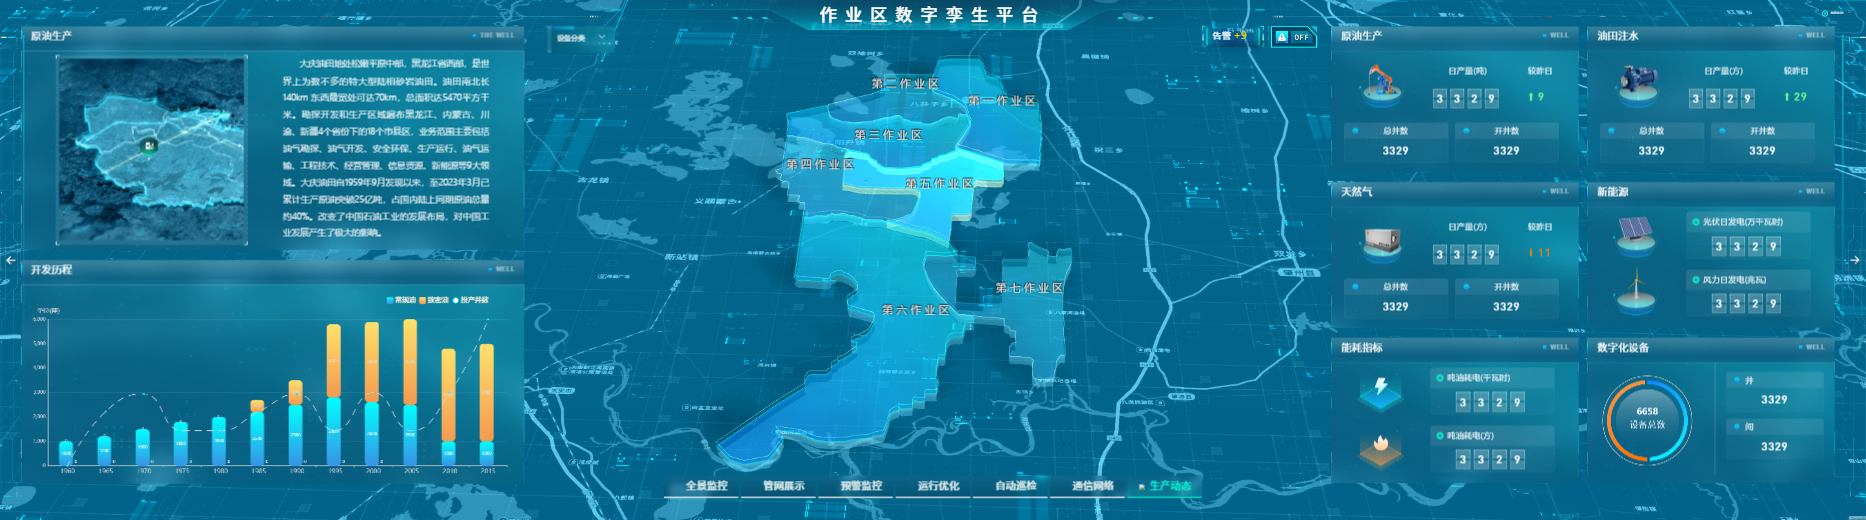 作业区数字孪生平台
原油生产
THE WELL
大庆油田地处松嫩平原中部，黑龙江省西部，是世
界上为数不多的特大型陆相砂岩油田。油田南北长
140km 东西最宽处可达70km，总面积达5470平方千
米。勘探开发和生产区域遍布黑龙江、内蒙古、川
渝、新疆4个省份下的18个市县区，业务范围主要包括
油气勘探、油气开发、安全环保、生产运行、油气运
输、工程技术、经营管理、信息资源、新能源等9大领
域。大庆油田自1959年9月发现以来，至2023年3月已
累计生产原油突破25亿吨，占国内陆上同期原油总量
约40%。改变了中国石油工业的发展布局，对中国工
业发展产生了极大的影响。
开发历程
WELL
常规油 致密油 投产井数
6,000
5,000
4,000
3,000
2,000
1,000
0
1960 1965 1970 1975 1980 1985 1990 1995 2000 2005 2010 2015
设备分类
告警 +9
OFF
第二作业区
第一作业区
第三作业区
第四作业区
第五作业区
第六作业区
第七作业区
古龙镇
新站镇
肇州县
全景监控 管网展示 预警监控 运行优化 自动巡检 通信网络 生产动态
原油生产
WELL
日产量(吨) 较昨日
3 3 2 9
9
总井数 开井数
3329 3329
油田注水
WELL
日产量(方) 较昨日
3 3 2 9
29
总井数 开井数
3329 3329
天然气
WELL
日产量(方) 较昨日
3 3 2 9
11
总井数 开井数
3329 3329
新能源
WELL
光伏日发电(万千瓦时)
3 3 2 9
风力日发电(兆瓦)
3 3 2 9
能耗指标
WELL
吨油耗电(千瓦时)
3 3 2 9
吨油耗电(方)
3 3 2 9
数字化设备
WELL
6658
设备总数
井
3329
间
3329